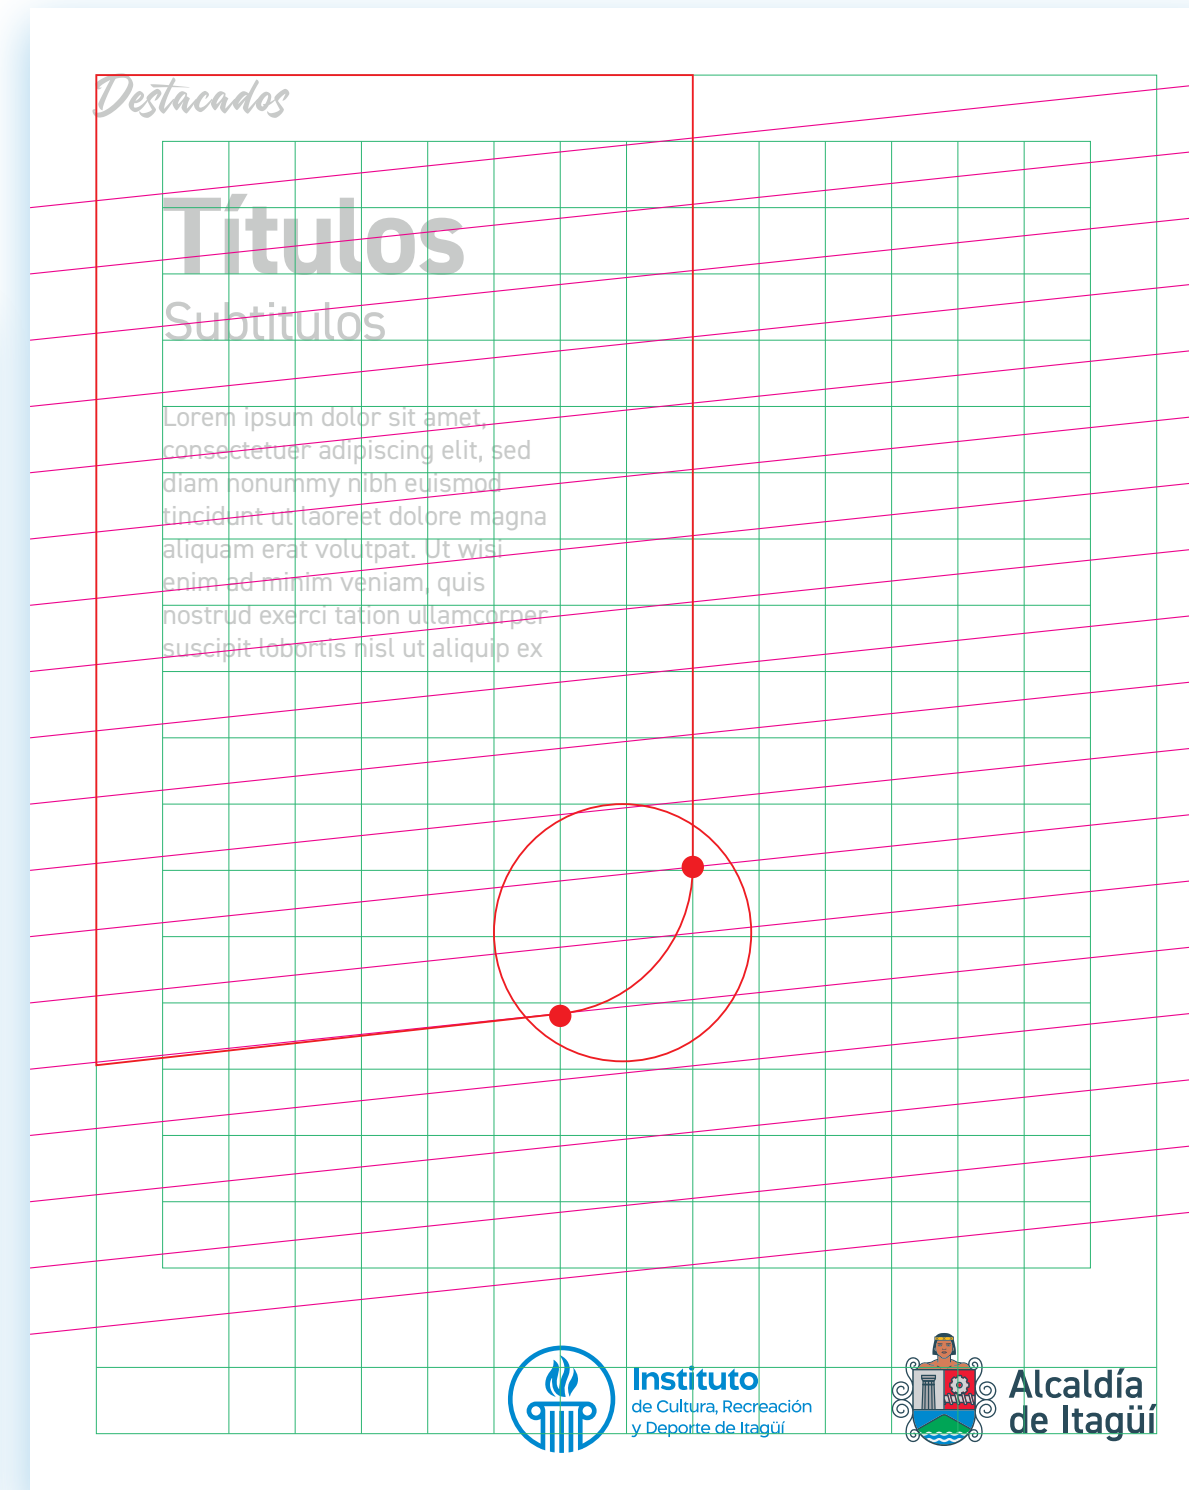 Destacados
Títulos
Subtitulos
Lorem ipsum dolor sit amet,
consectetuer adipiscing elit, sed
diam nonummy nibh euismod
tincidunt ut laoreet dolore magna
aliquam erat volutpat. Ut wisi
enim ad minim veniam, quis
nostrud exerci tation ullamcorper
suscipit lobortis nisl ut aliquip ex
Instituto
de Cultura, Recreación
y Deporte de Itagüí
Alcaldía
de Itagüí